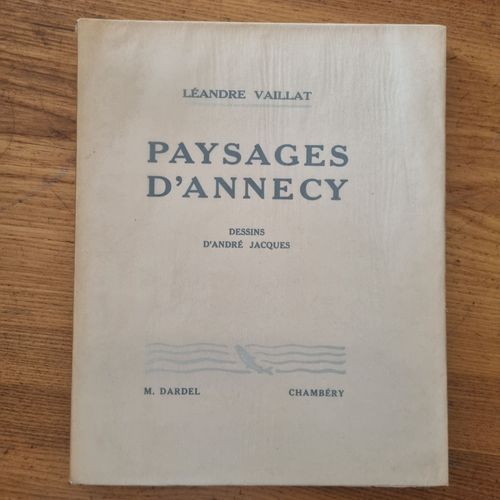 LÉANDRE VAILLAT
PAYSAGES
D'ANNECY
DESSINS
D'ANDRÉ JACQUES
M. DARDEL CHAMBÉRY